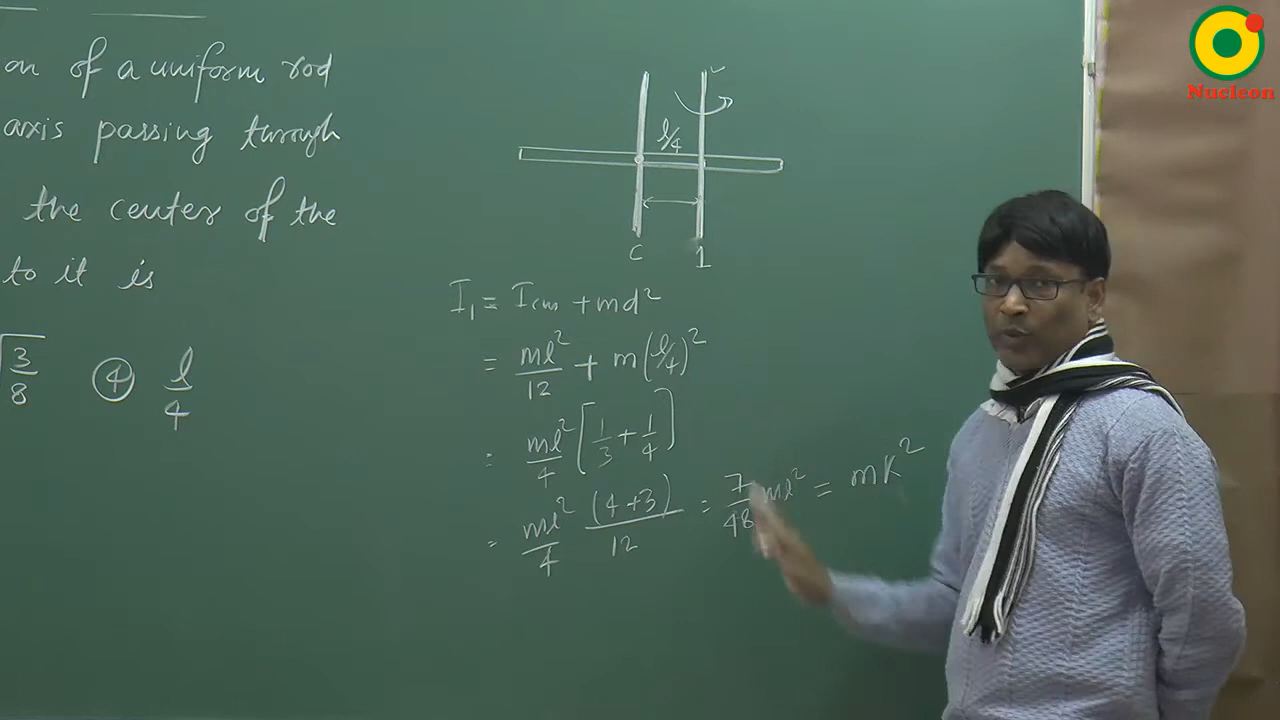 on of a uniform rod
axis passing through
the center of the
to it is
√3/8 ④ l/4
l/4
C 1
I₁ = Icm + md²
= ml²/12 + m(l/4)²
= ml²/4 [1/3 + 1/4]
= ml²/4 (4+3)/12 = 7/48 ml² = mK²
Nucleon